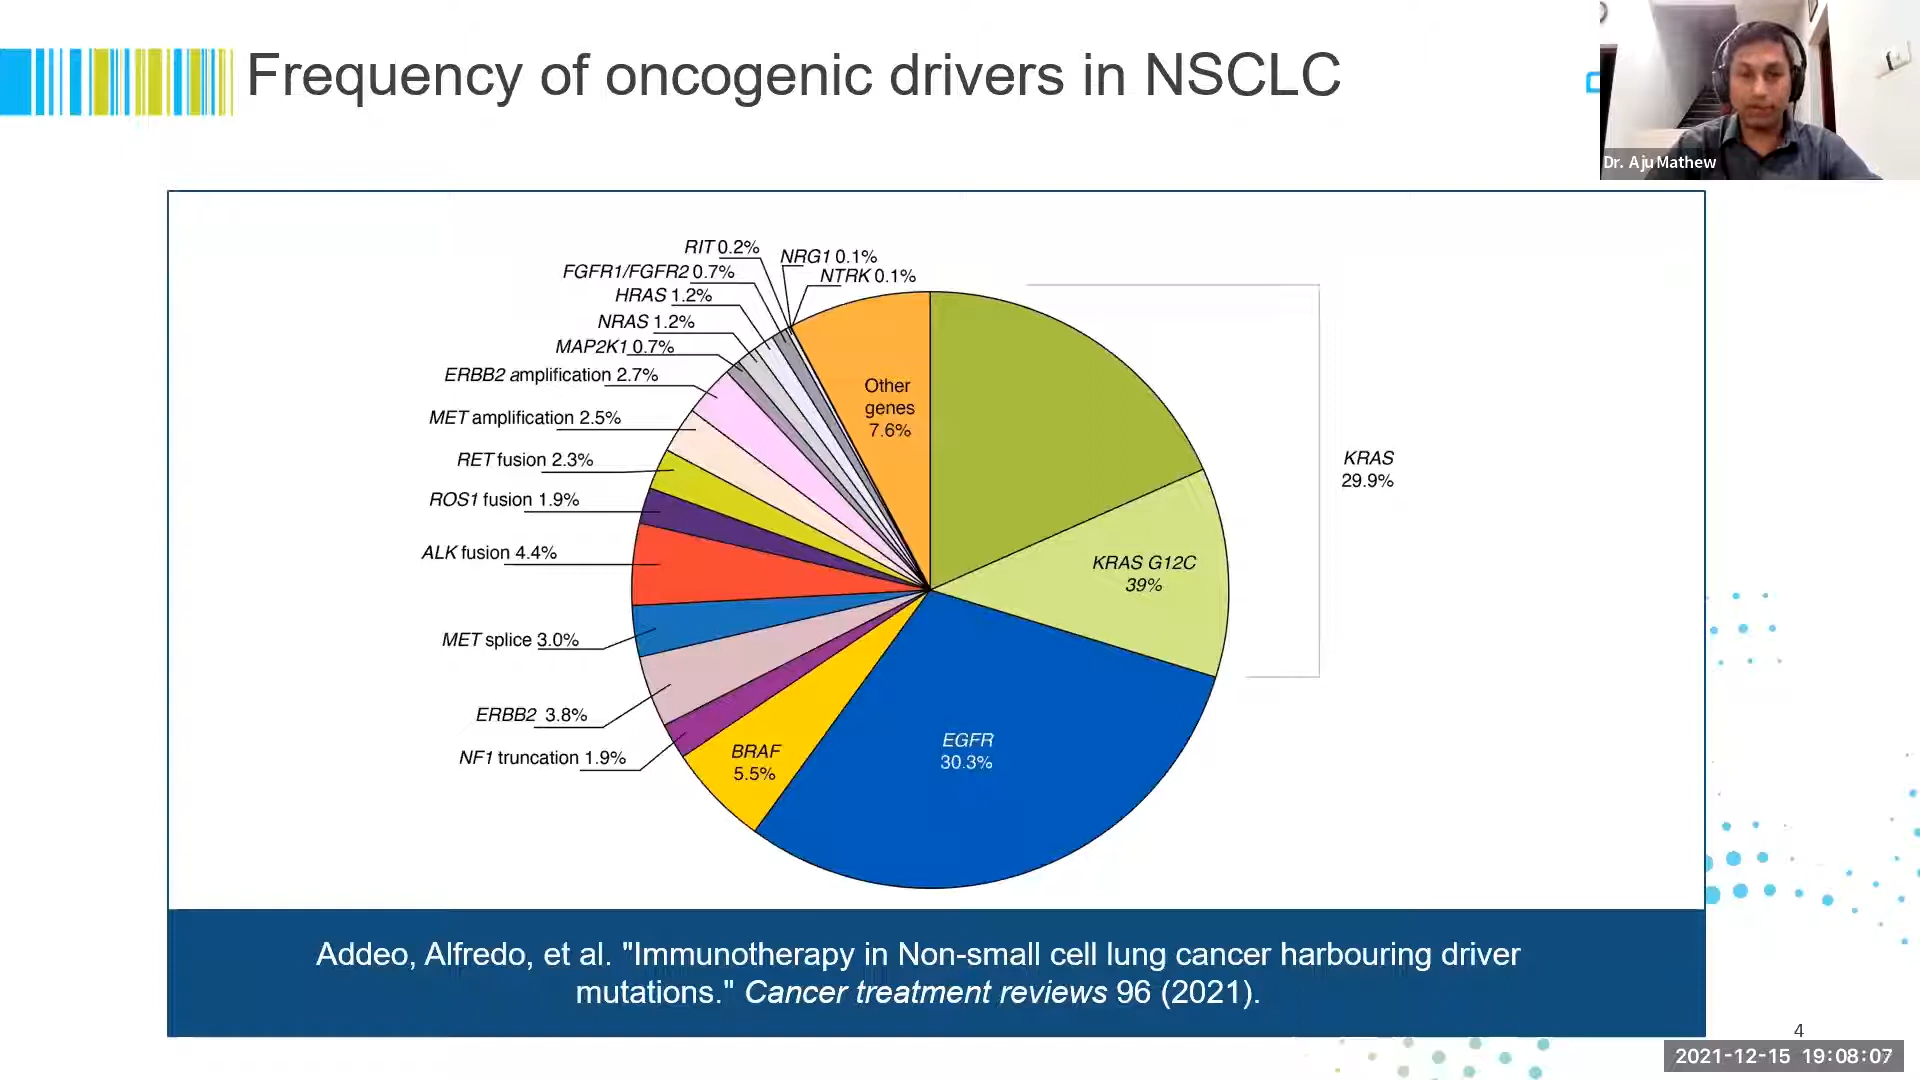 Frequency of oncogenic drivers in NSCLC
Dr. Aju Mathew
RIT 0.2%
NRG1 0.1%
FGFR1/FGFR2 0.7%
NTRK 0.1%
HRAS 1.2%
NRAS 1.2%
MAP2K1 0.7%
ERBB2 amplification 2.7%
MET amplification 2.5%
RET fusion 2.3%
ROS1 fusion 1.9%
ALK fusion 4.4%
MET splice 3.0%
ERBB2 3.8%
NF1 truncation 1.9%
Other
genes
7.6%
KRAS
29.9%
KRAS G12C
39%
EGFR
30.3%
BRAF
5.5%
Addeo, Alfredo, et al. "Immunotherapy in Non-small cell lung cancer harbouring driver
mutations." Cancer treatment reviews 96 (2021).
4
2021-12-15 19:08:07